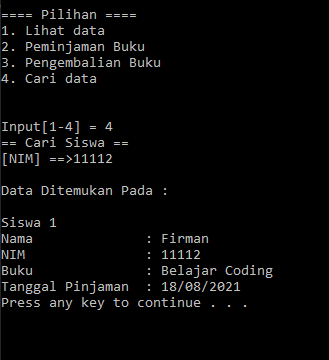 ==== Pilihan ====
1. Lihat data
2. Peminjaman Buku
3. Pengembalian Buku
4. Cari data
Input[1-4] = 4
== Cari Siswa ==
[NIM] ==>11112
Data Ditemukan Pada :
Siswa 1
Nama : Firman
NIM : 11112
Buku : Belajar Coding
Tanggal Pinjaman : 18/08/2021
Press any key to continue . . .